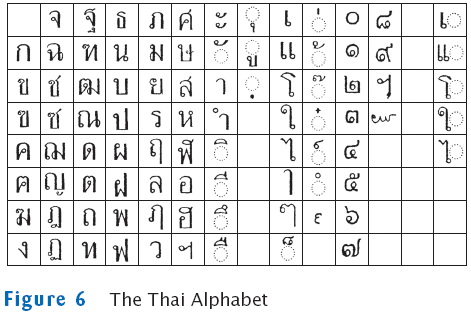 จ ฐ ธ ภ ศ ะ ◌ุ เ ◌่ ๐ ๘ เ◌
ก ฉ ฑ น ม ษ ◌ั ◌ู แ ◌้ ๑ ๙ แ◌
ข ช ฒ บ ย ส า ◌ฺ โ ◌๊ ๒ ๚ โ◌
ฃ ซ ณ ป ร ห ำ ใ ◌๋ ๓ ๛ ใ◌
ค ฌ ด ผ ฤ ฬ ◌ิ ไ ◌์ ๔ ไ◌
ฅ ญ ต ฝ ล อ ◌ี ๅ ◌ํ ๕
ฆ ฎ ถ พ ฦ ฮ ◌ึ ๆ ๎ ๖
ง ฏ ท ฟ ว ฯ ◌ื ◌็ ๗
Figure 6 The Thai Alphabet